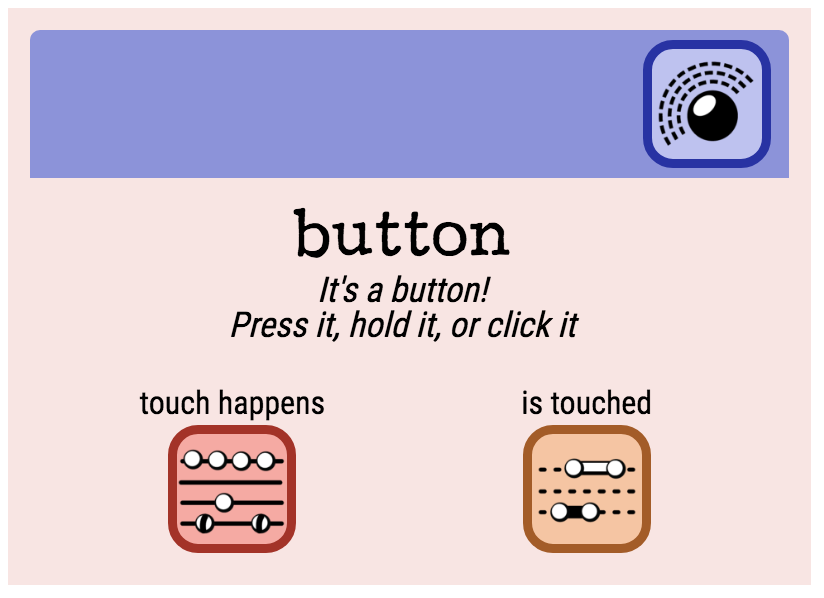 button
It's a button!
Press it, hold it, or click it
touch happens
is touched